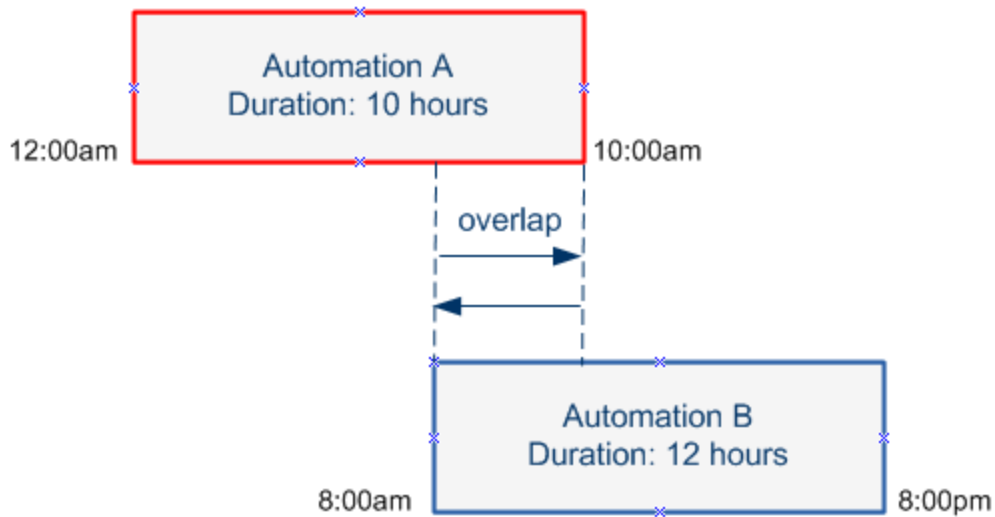 Automation A
Duration: 10 hours
12:00am
10:00am
overlap
Automation B
Duration: 12 hours
8:00am
8:00pm